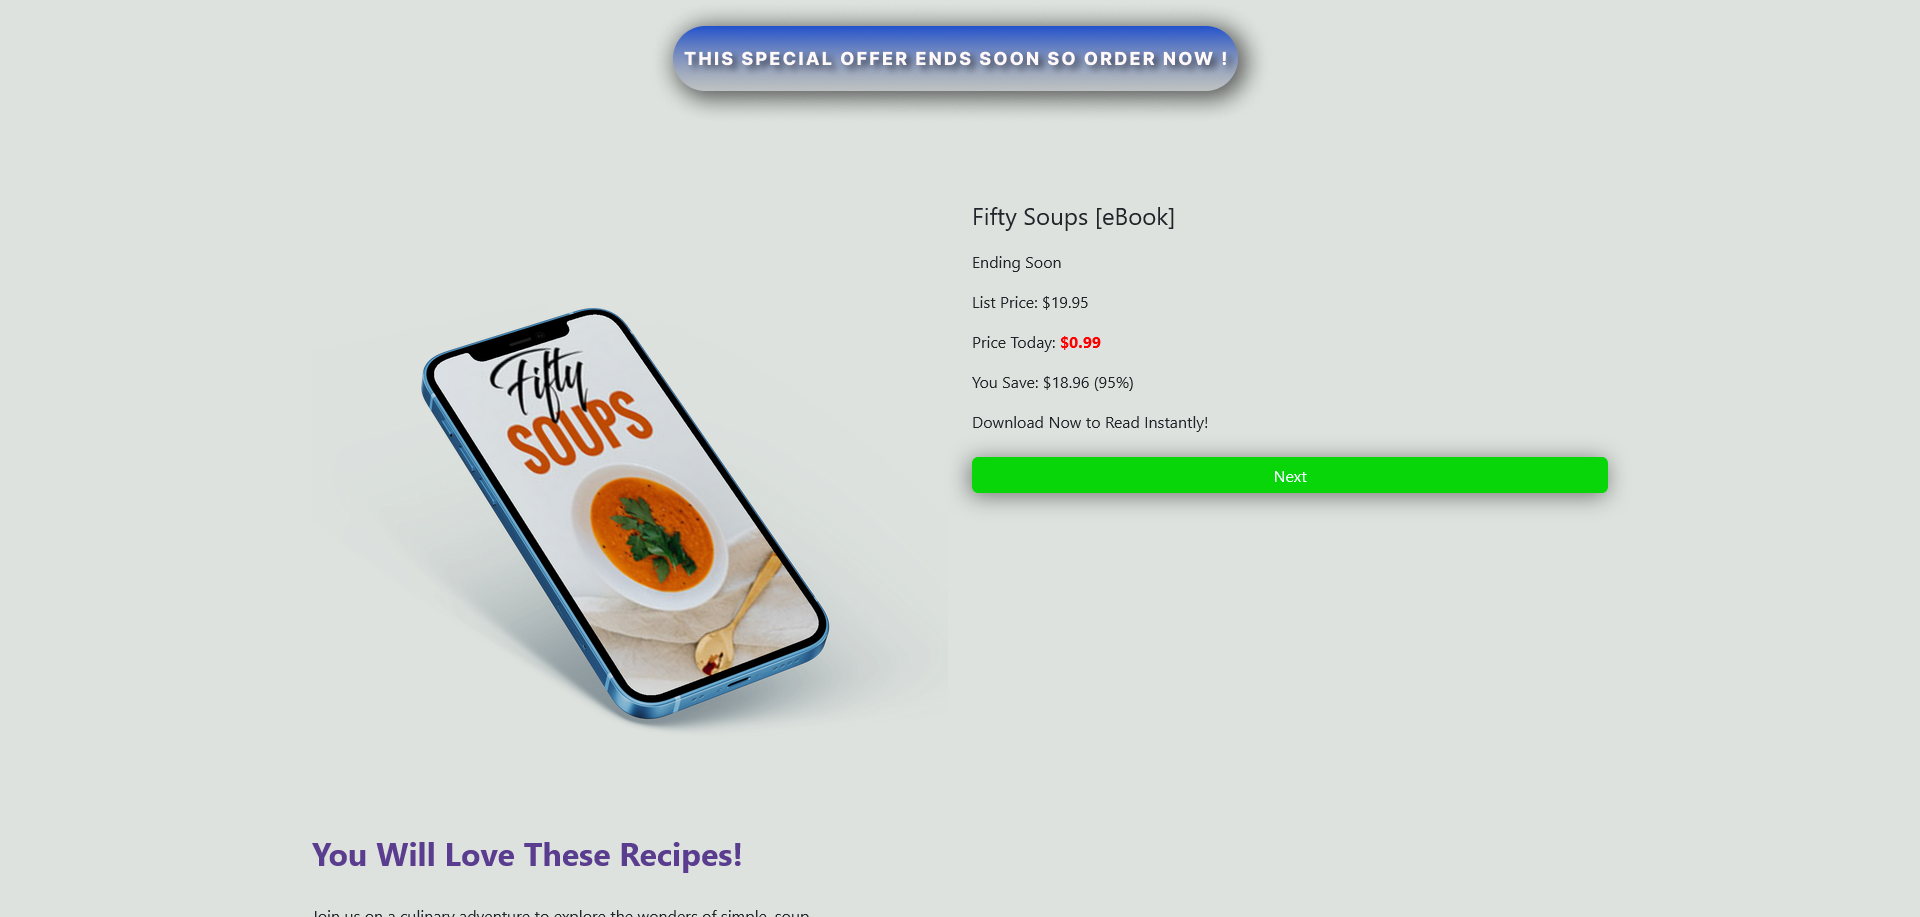 THIS SPECIAL OFFER ENDS SOON SO ORDER NOW !
Fifty Soups [eBook]
Ending Soon
List Price: $19.95
Price Today: $0.99
You Save: $18.96 (95%)
Download Now to Read Instantly!
Next
Fifty
SOUPS
You Will Love These Recipes!
Join us on a culinary adventure to explore the wonders of simple, soup